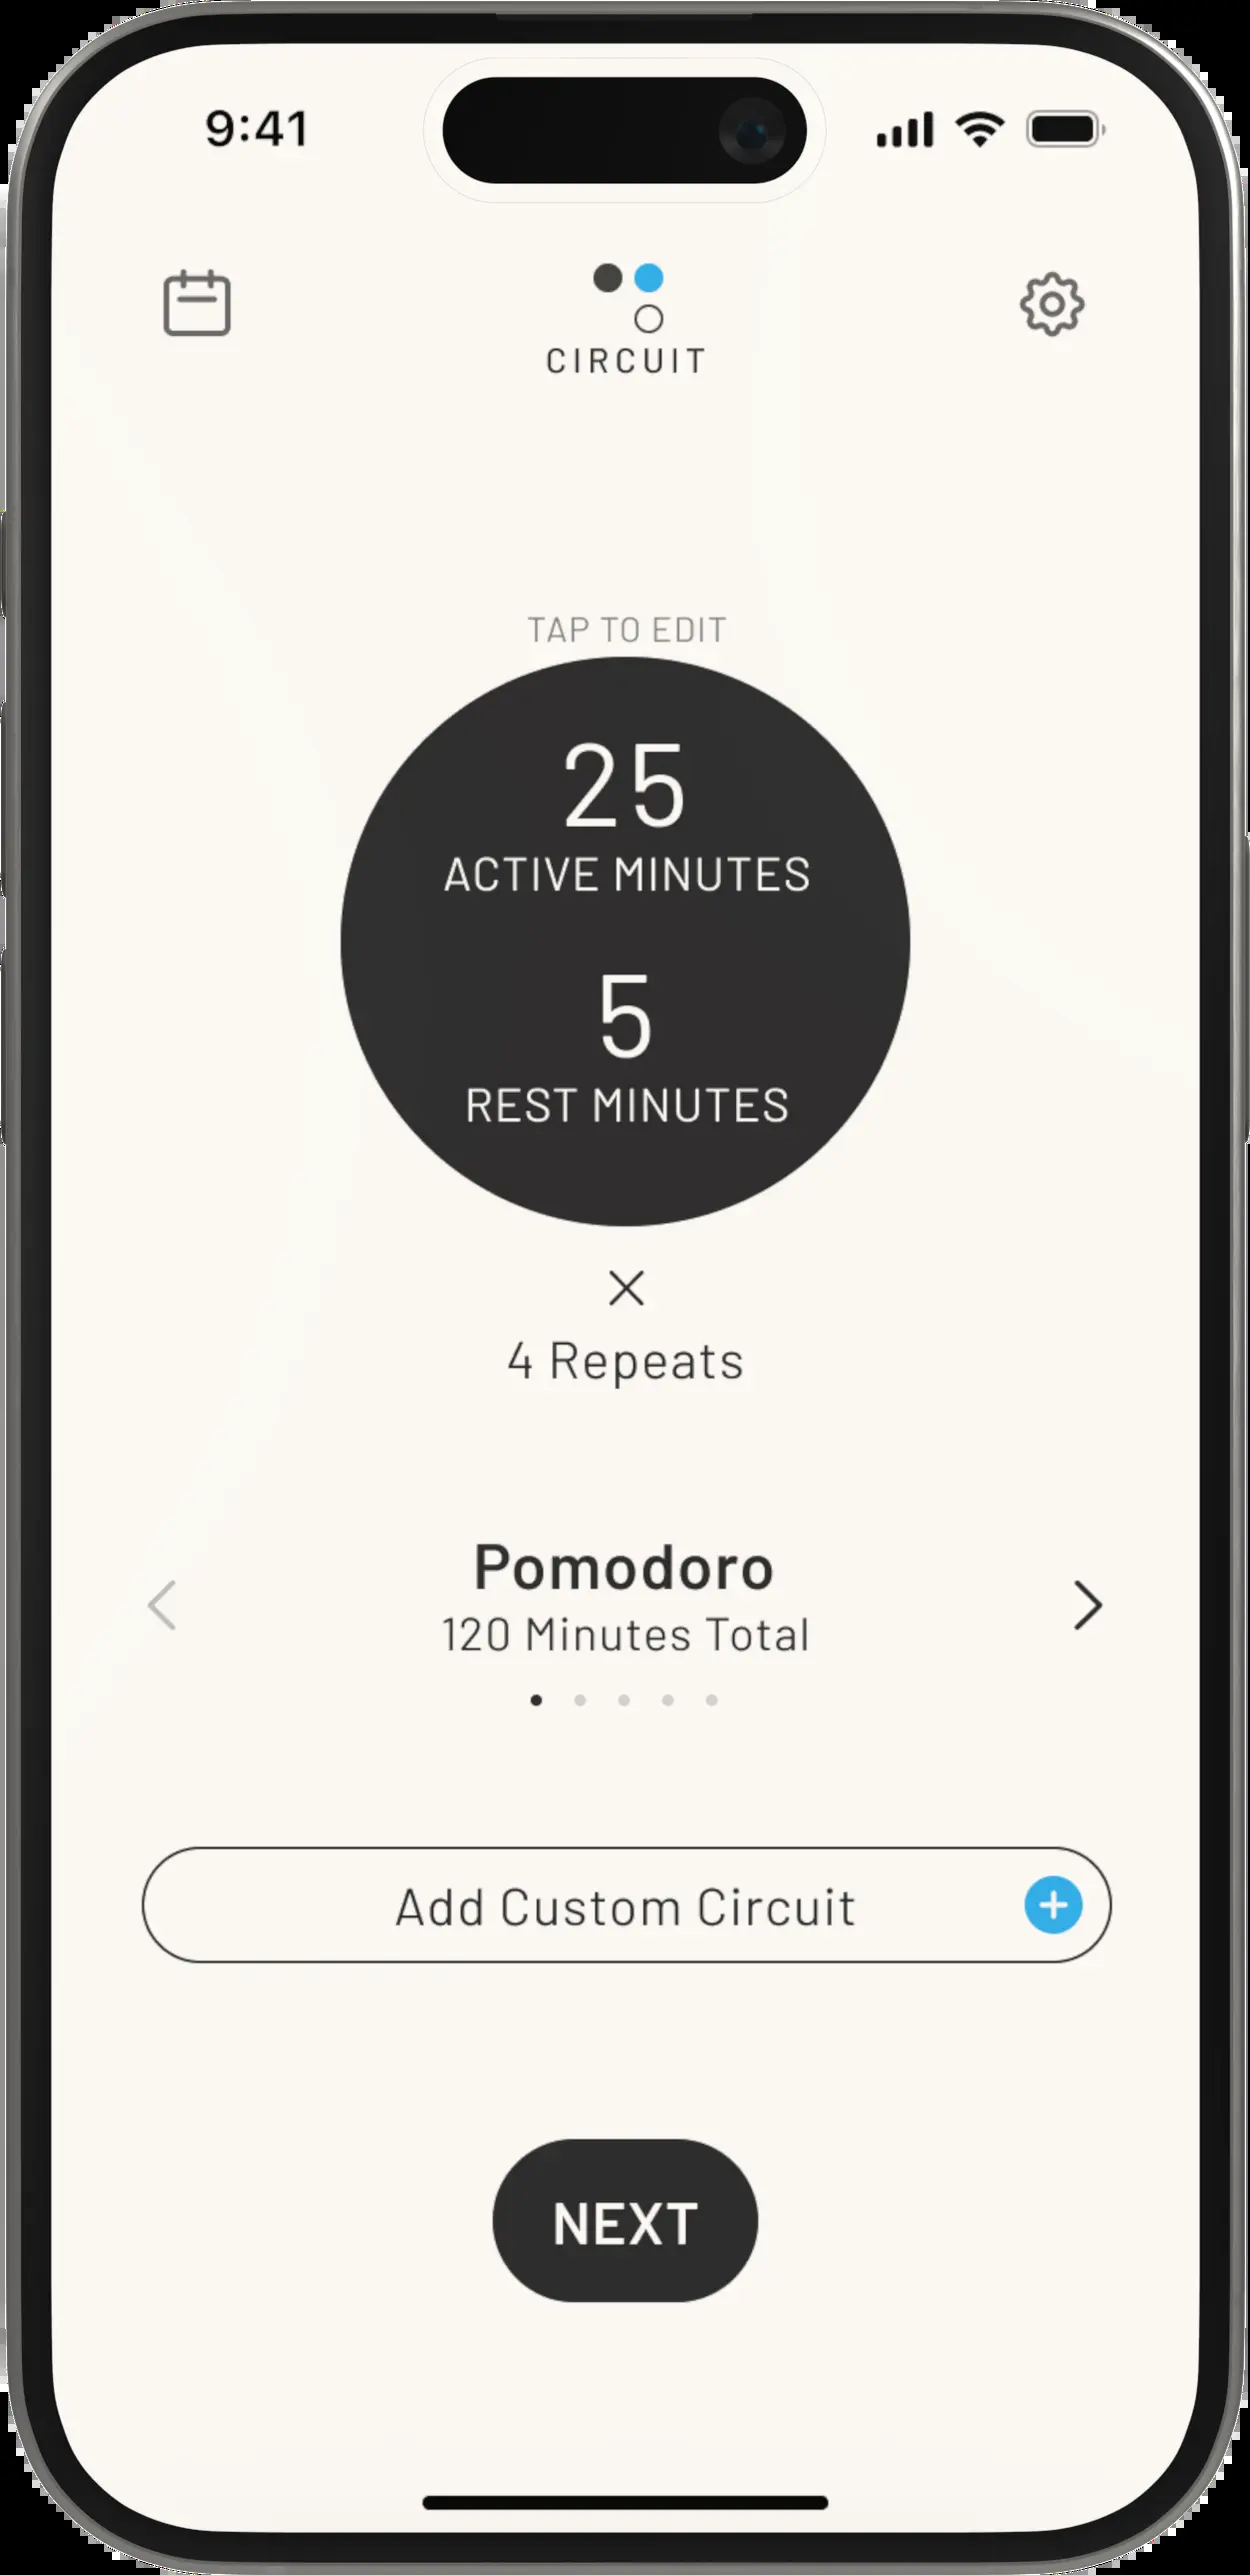 9:41
CIRCUIT
TAP TO EDIT
25
ACTIVE MINUTES
5
REST MINUTES
4 Repeats
Pomodoro
120 Minutes Total
Add Custom Circuit
NEXT